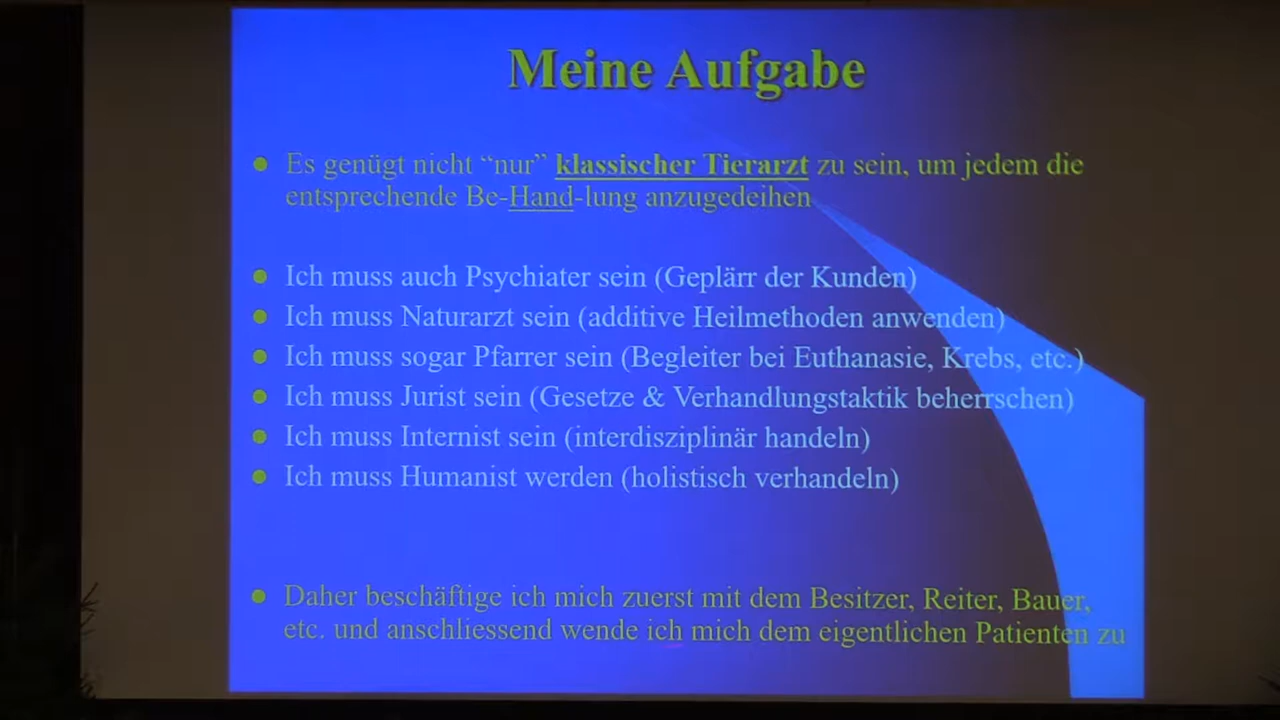 Meine Aufgabe
● Es genügt nicht “nur” klassischer Tierarzt zu sein, um jedem die
entsprechende Be-Hand-lung anzugedeihen
● Ich muss auch Psychiater sein (Geplärr der Kunden)
● Ich muss Naturarzt sein (additive Heilmethoden anwenden)
● Ich muss sogar Pfarrer sein (Begleiter bei Euthanasie, Krebs, etc.)
● Ich muss Jurist sein (Gesetze & Verhandlungstaktik beherrschen)
● Ich muss Internist sein (interdisziplinär handeln)
● Ich muss Humanist werden (holistisch verhandeln)
● Daher beschäftige ich mich zuerst mit dem Besitzer, Reiter, Bauer,
etc. und anschliessend wende ich mich dem eigentlichen Patienten zu